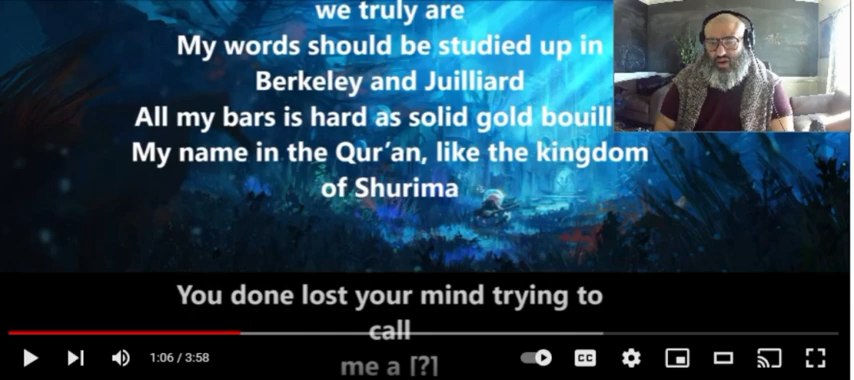 we truly are
My words should be studied up in
Berkeley and Juilliard
All my bars is hard as solid gold bouill
My name in the Qur'an, like the kingdom
of Shurima
You done lost your mind trying to
call
me a [?]
1:06 / 3:58
CC